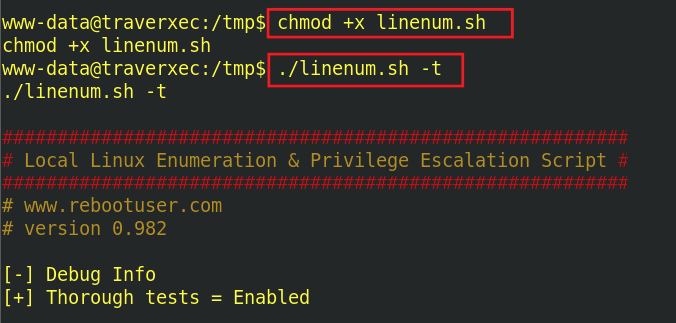 www-data@traverxec:/tmp$ chmod +x linenum.sh
chmod +x linenum.sh
www-data@traverxec:/tmp$ ./linenum.sh -t
./linenum.sh -t
#########################################################
# Local Linux Enumeration & Privilege Escalation Script #
#########################################################
# www.rebootuser.com
# version 0.982
[-] Debug Info
[+] Thorough tests = Enabled